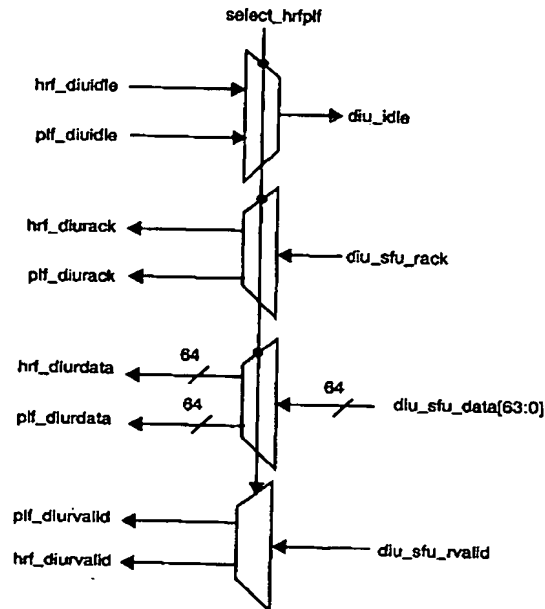 select_hrfplf
hrf_diuidle
plf_diuidle
diu_idle
hrf_diurack
plf_diurack
diu_sfu_rack
hrf_diurdata
64
plf_diurdata
64
64
diu_sfu_data[63:0]
plf_diurvalid
hrf_diurvalid
diu_sfu_rvalid